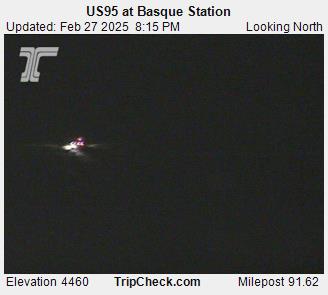 US95 at Basque Station
Updated: Feb 27 2025 8:15 PM Looking North
Elevation 4460 TripCheck.com Milepost 91.62